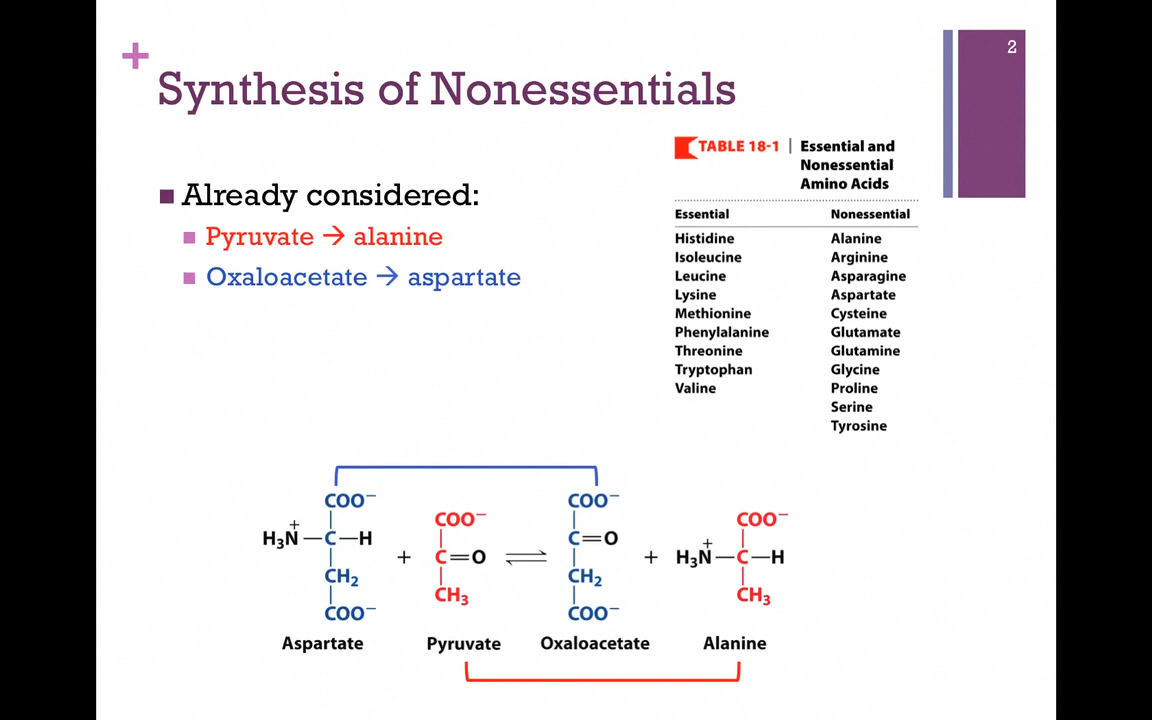 2
+
Synthesis of Nonessentials
TABLE 18-1 | Essential and
Nonessential
Amino Acids
Already considered:
Pyruvate → alanine
Oxaloacetate → aspartate
Essential Nonessential
Histidine Alanine
Isoleucine Arginine
Leucine Asparagine
Lysine Aspartate
Methionine Cysteine
Phenylalanine Glutamate
Threonine Glutamine
Tryptophan Glycine
Valine Proline
Serine
Tyrosine
COO⁻ COO⁻
COO⁻ COO⁻
H₃N⁺—C—H + C=O ⇌ C=O + H₃N⁺—C—H
CH₂ CH₃ CH₂ CH₃
COO⁻ COO⁻
Aspartate Pyruvate Oxaloacetate Alanine